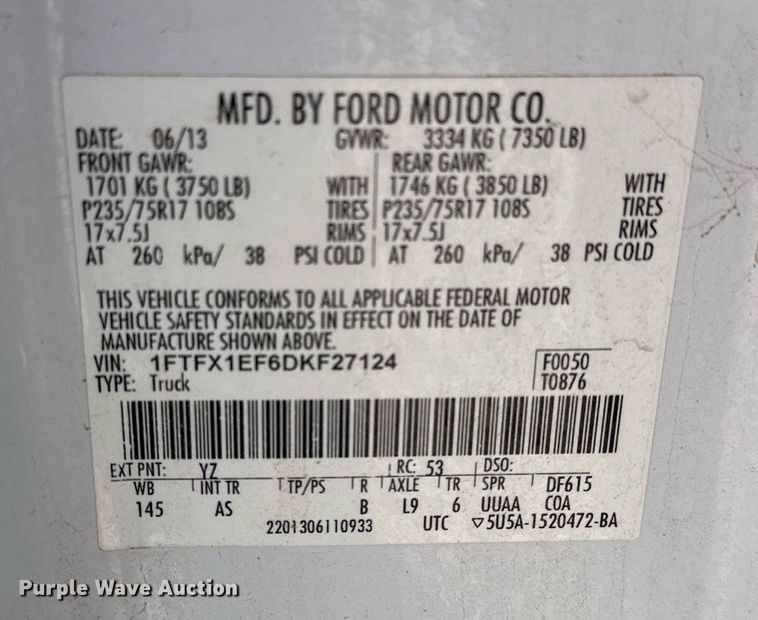 MFD. BY FORD MOTOR CO.
DATE: 06/13 GVWR: 3334 KG ( 7350 LB)
FRONT GAWR: REAR GAWR:
1701 KG ( 3750 LB) WITH 1746 KG ( 3850 LB) WITH
P235/75R17 108S TIRES P235/75R17 108S TIRES
17x7.5J RIMS 17x7.5J RIMS
AT 260 kPa/ 38 PSI COLD AT 260 kPa/ 38 PSI COLD
THIS VEHICLE CONFORMS TO ALL APPLICABLE FEDERAL MOTOR
VEHICLE SAFETY STANDARDS IN EFFECT ON THE DATE OF
MANUFACTURE SHOWN ABOVE.
VIN: 1FTFX1EF6DKF27124 F0050
TYPE: Truck T0876
EXT PNT: YZ RC: 53 DSO:
WB INT TR TP/PS R AXLE TR SPR DF615
145 AS B L9 6 UUAA COA
2201306110933 UTC ▽5U5A-1520472-BA
Purple Wave Auction